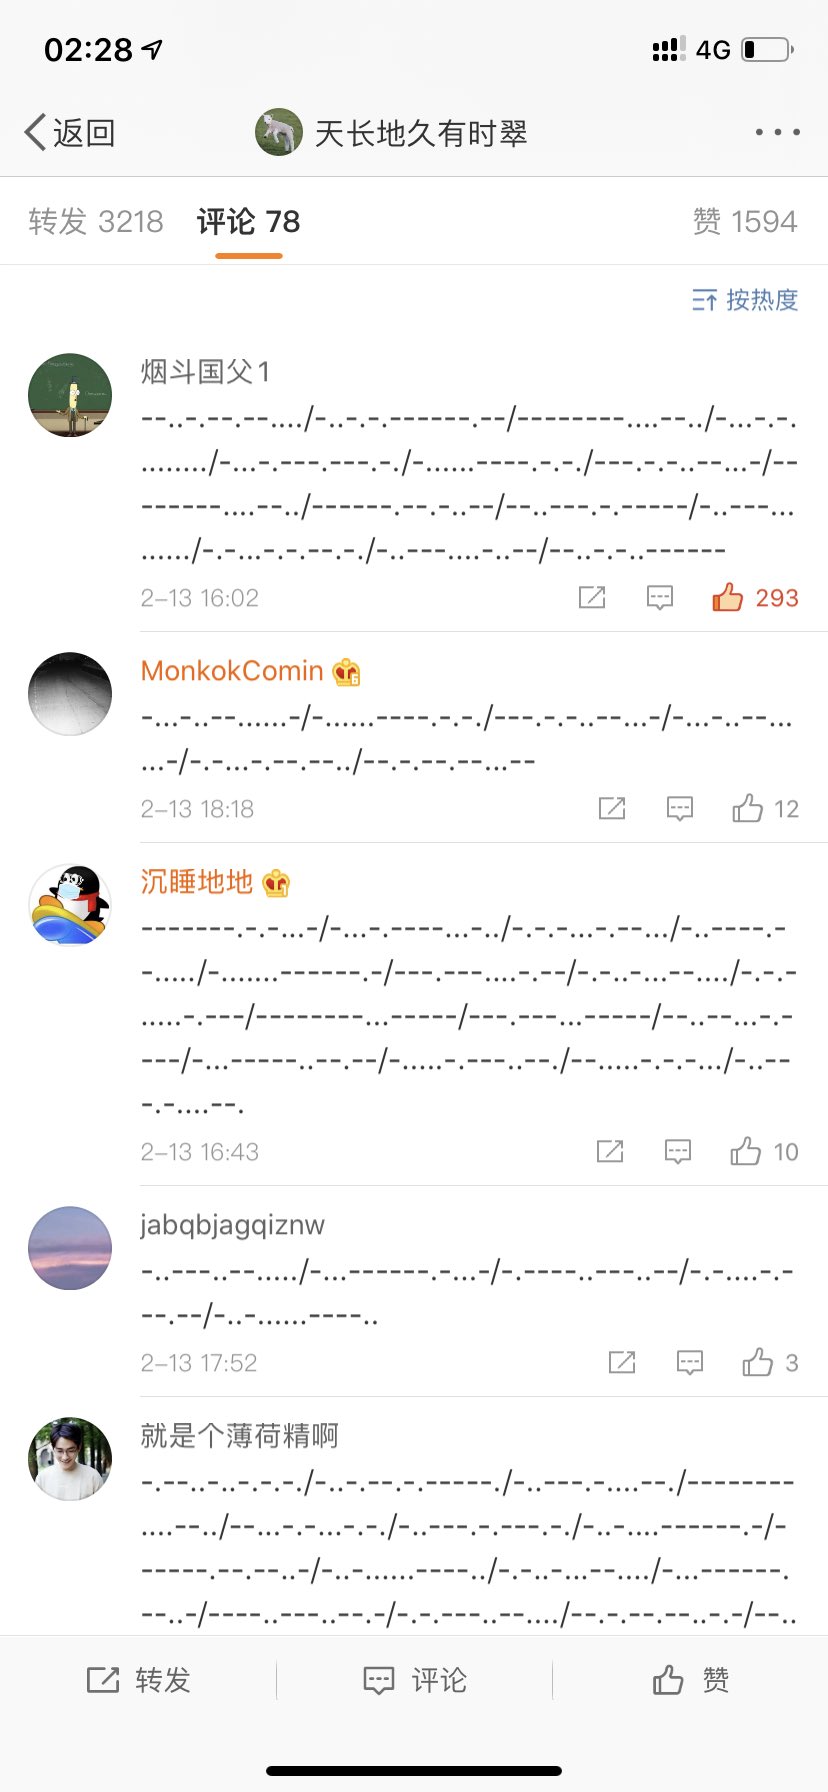 02:28 4G
返回 天长地久有时翠 ...
转发 3218 评论 78 赞 1594
按热度
烟斗国父1
--..-.--.--..../-..-.-.------.--/--------....--../-...-.-.
......../-...-.---.---.-./-......----.-.-./---.-.-..--...-/--
-------....--../------.--.-..--/--..---.-.-----/-..---...
....../-.-...-.-.--.-./-..---....-..--/--..-.-..------
2-13 16:02 293
MonkokComin
-...-..--......-/-......----.-.-./---.-.-..--...-/-...-..--...
...-/-.-...-.--.--../--.-.--.--...--
2-13 18:18 12
沉睡地地
-------.-.-...-/-...-.----...-../-.-.-...-.--.../-..----.-
-...../-.......------.-/---.---....-.--/-.-..-...--..../-.-.-
.....-.---/--------...-----/---.---...-----/--..--...-.-
---/-...-----..--.--/-.....-.---..--./--.....-.-.-.../-..--
-.-....--.
2-13 16:43 10
jabqbjagqiznw
-..---..--...../-...------.-...-/-.----..---..--/-.-....-.-
--.--/-..-......----..
2-13 17:52 3
就是个薄荷精啊
-.--..-..-.-.-./-..-.--.-.-----./-..---.-....--./--------
....--../--...-.-...-.-./-..---.-.---.-./-..-....------.-/-
-----.--.--..-/-..-......----../-.-..-...--..../-...------.
--..-/----..---..--.-/-.-.---..--..../--.-.--.--..-.-/--..
转发 评论 赞